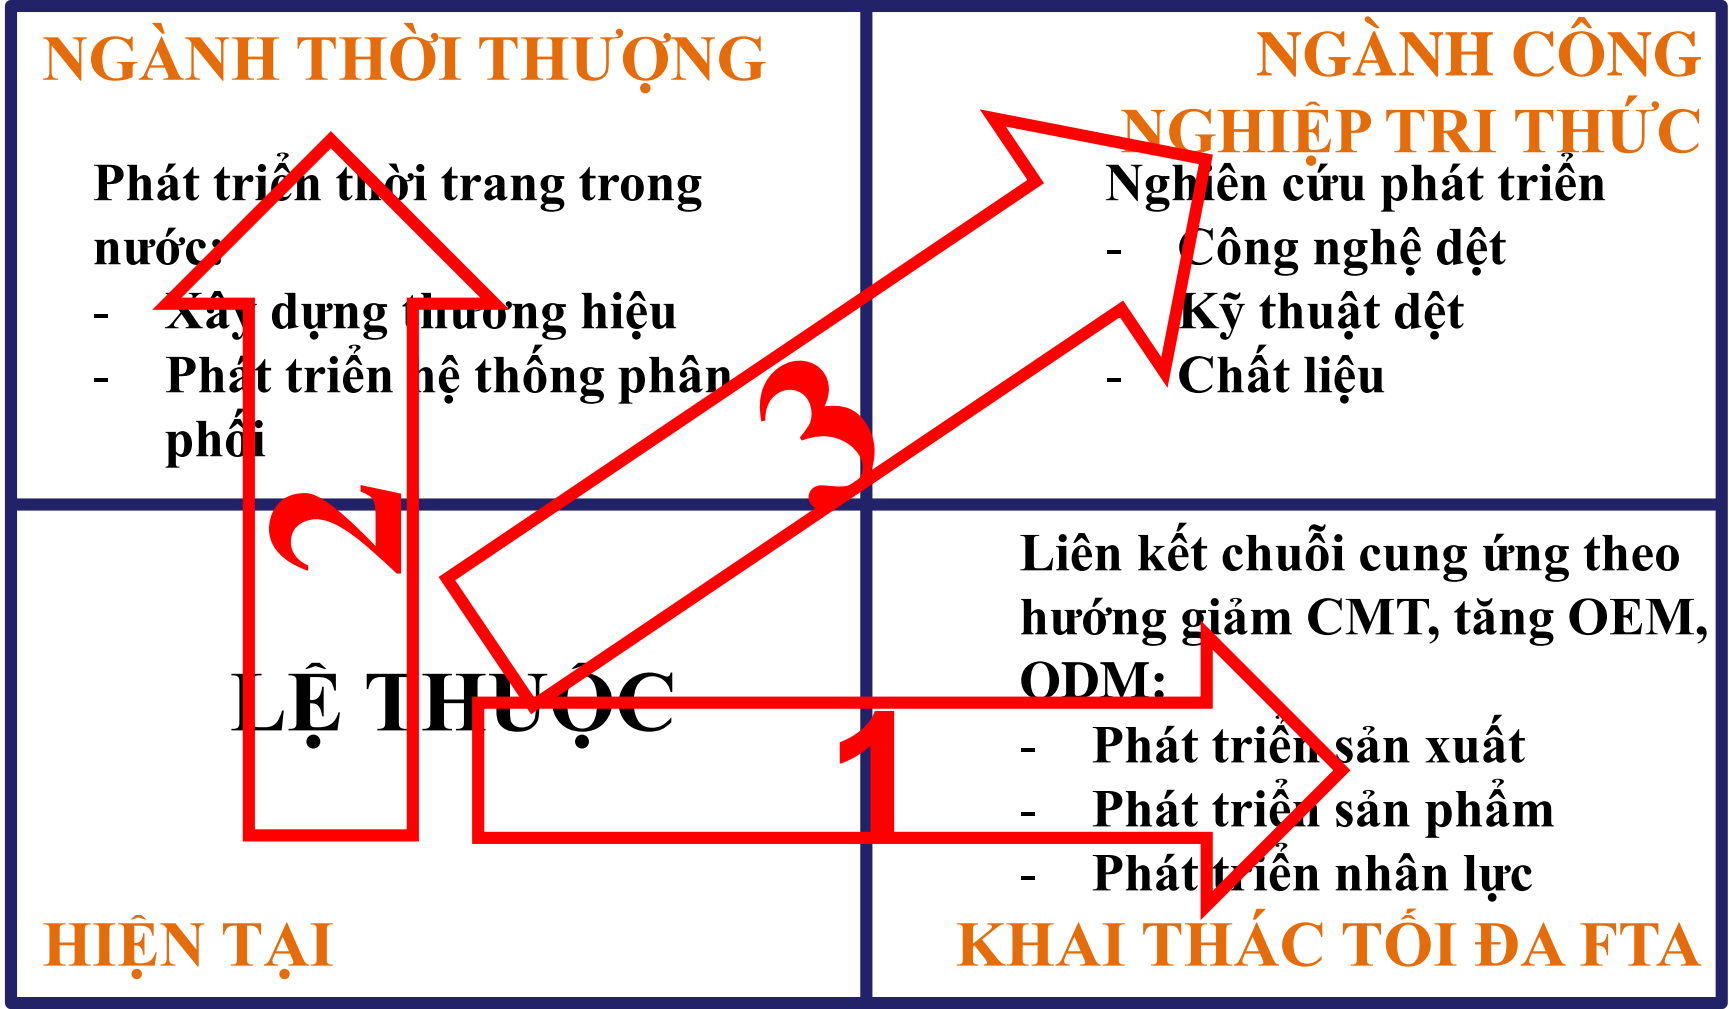 NGÀNH THỜI THƯỢNG
Phát triển thời trang trong
nước:
- Xây dựng thương hiệu
- Phát triển hệ thống phân
phối
NGÀNH CÔNG
NGHIỆP TRI THỨC
Nghiên cứu phát triển
- Công nghệ dệt
- Kỹ thuật dệt
- Chất liệu
2
3
LỆ THUỘC
HIỆN TẠI
1
Liên kết chuỗi cung ứng theo
hướng giảm CMT, tăng OEM,
ODM:
- Phát triển sản xuất
- Phát triển sản phẩm
- Phát triển nhân lực
KHAI THÁC TỐI ĐA FTA